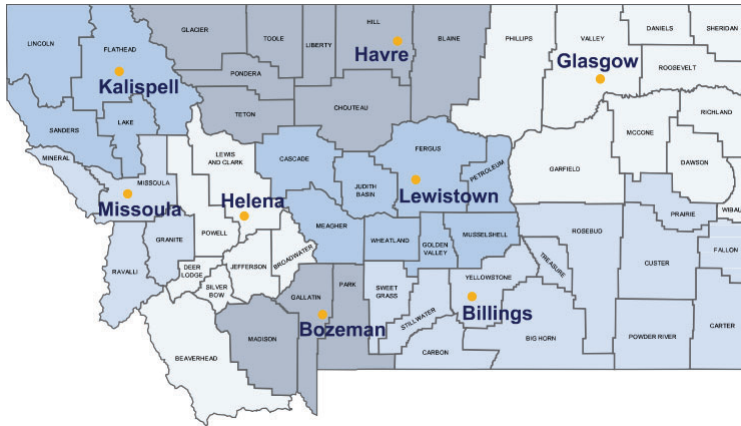 LINCOLN
FLATHEAD
GLACIER
TOOLE
LIBERTY
HILL
BLAINE
PHILLIPS
VALLEY
DANIELS
SHERIDAN
Kalispell
Havre
Glasgow
PONDERA
ROOSEVELT
CHOUTEAU
TETON
SANDERS
LAKE
RICHLAND
MCCONE
MINERAL
MISSOULA
LEWIS
AND CLARK
CASCADE
FERGUS
PETROLEUM
GARFIELD
DAWSON
JUDITH
BASIN
Missoula
Helena
Lewistown
WIBAU
PRAIRIE
POWELL
GRANITE
MEAGHER
WHEATLAND
GOLDEN
VALLEY
MUSSELSHELL
ROSEBUD
TREASURE
CUSTER
FALLON
RAVALLI
DEER
LODGE
JEFFERSON
BROADWATER
SILVER
BOW
GALLATIN
PARK
SWEET
GRASS
STILLWATER
YELLOWSTONE
Bozeman
Billings
MADISON
BEAVERHEAD
CARBON
BIG HORN
POWDER RIVER
CARTER